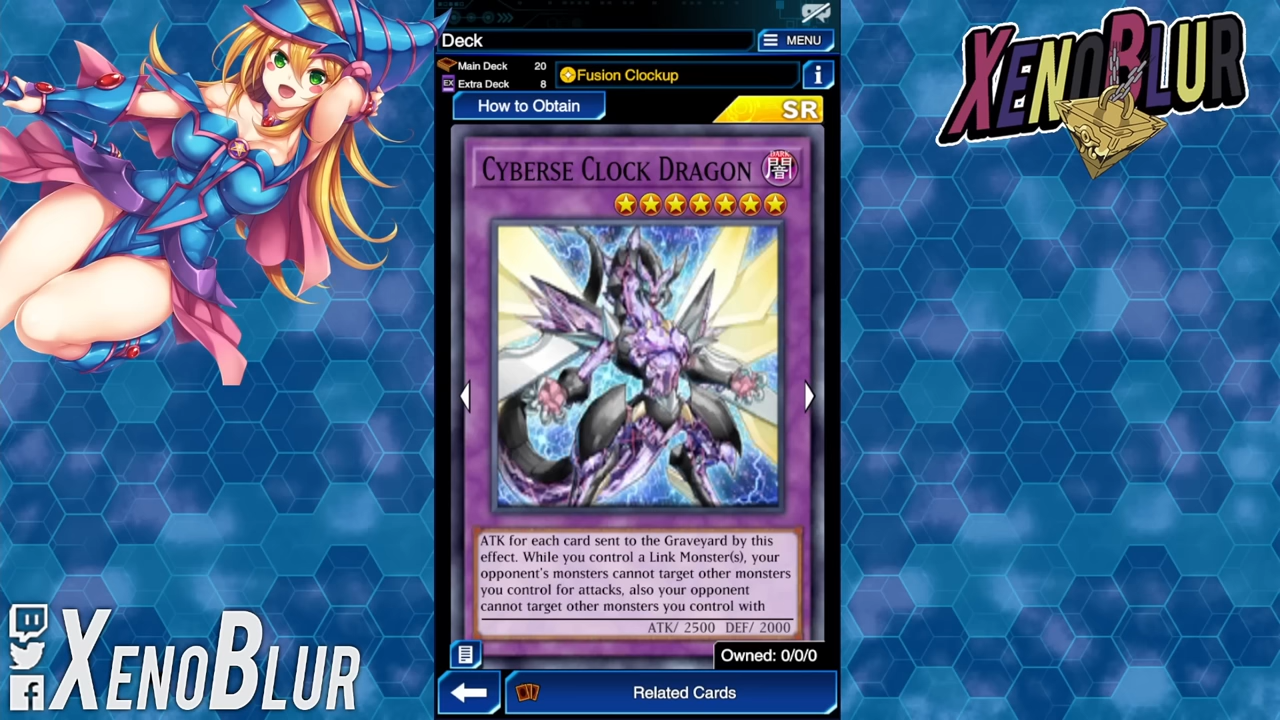 Deck
MENU
Main Deck 20
EX Extra Deck 8
Fusion Clockup
i
How to Obtain
SR
CYBERSE CLOCK DRAGON
DARK
闇
ATK for each card sent to the Graveyard by this
effect. While you control a Link Monster(s), your
opponent's monsters cannot target other monsters
you control for attacks, also your opponent
cannot target other monsters you control with
ATK/ 2500 DEF/ 2000
Owned: 0/0/0
Related Cards
XENOBLUR
XENOBLUR